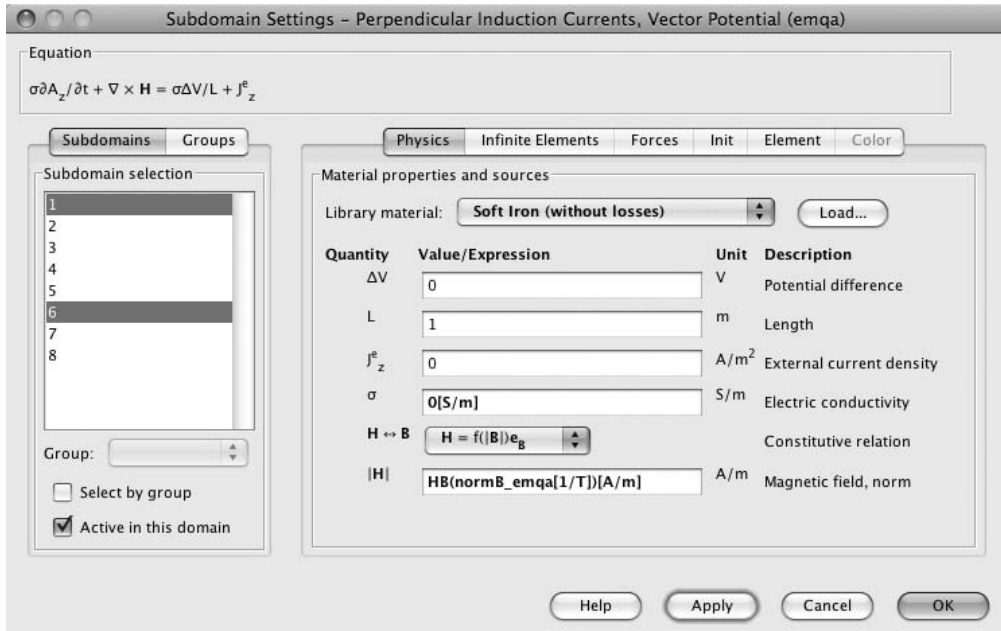 Subdomain Settings – Perpendicular Induction Currents, Vector Potential (emqa)
Equation
σ∂A_z/∂t + ∇ × H = σΔV/L + J^e_z
Subdomains Groups
Subdomain selection
1
2
3
4
5
6
7
8
Group:
Select by group
Active in this domain
Physics Infinite Elements Forces Init Element Color
Material properties and sources
Library material: Soft Iron (without losses) Load...
Quantity Value/Expression Unit Description
ΔV 0 V Potential difference
L 1 m Length
J^e_z 0 A/m² External current density
σ 0[S/m] S/m Electric conductivity
H ↔ B H = f(|B|)e_B Constitutive relation
|H| HB(normB_emqa[1/T])[A/m] A/m Magnetic field, norm
Help Apply Cancel OK